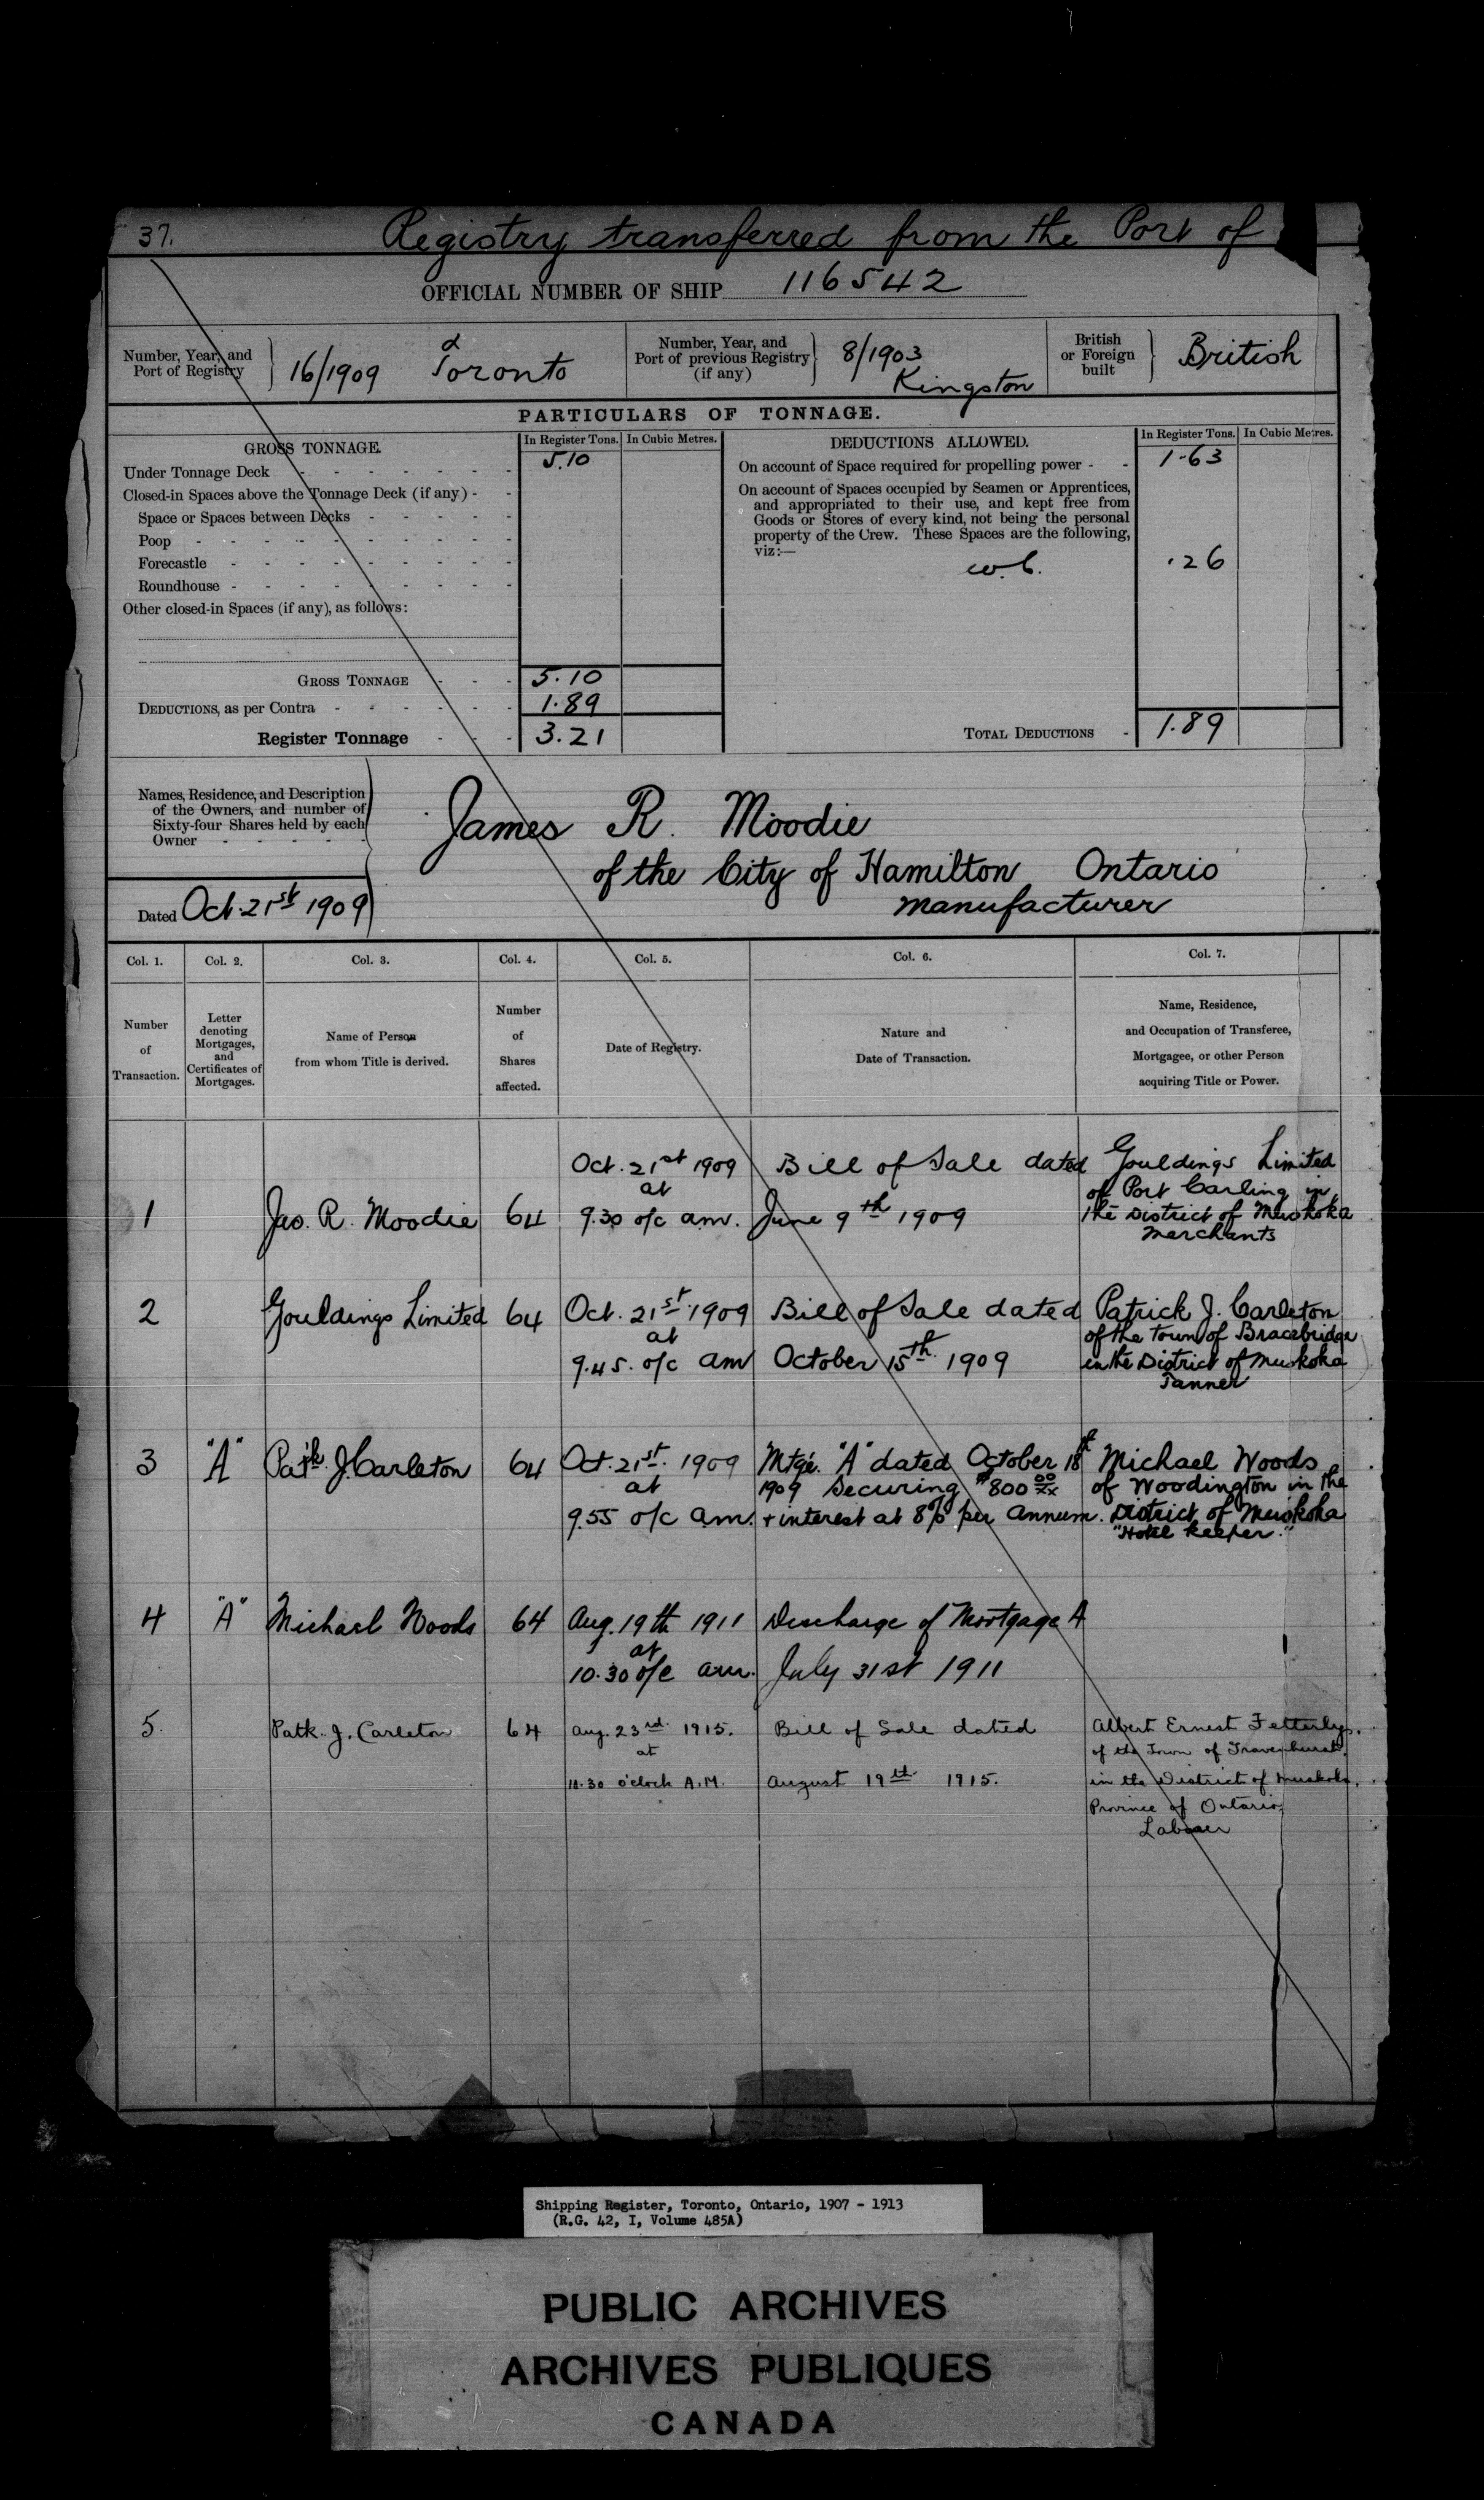 37. Registry transferred from the Port of
OFFICIAL NUMBER OF SHIP 116542
Number, Year, and
Port of Registry
16/1909 Toronto
Number, Year, and
Port of previous Registry
(if any)
8/1903
Kingston
British
or Foreign
built
British
PARTICULARS OF TONNAGE.
GROSS TONNAGE.
In Register Tons. In Cubic Metres.
DEDUCTIONS ALLOWED.
In Register Tons. In Cubic Metres.
Under Tonnage Deck - - - - - - - 5.10
Closed-in Spaces above the Tonnage Deck (if any) - -
Space or Spaces between Decks - - - - -
Poop - - - - - - - - - -
Forecastle - - - - - - - - -
Roundhouse - - - - - - - - -
Other closed-in Spaces (if any), as follows:
On account of Space required for propelling power - - 1.63
On account of Spaces occupied by Seamen or Apprentices,
and appropriated to their use, and kept free from
Goods or Stores of every kind, not being the personal
property of the Crew. These Spaces are the following,
viz:—
w.c. .26
GROSS TONNAGE - - - 5.10
DEDUCTIONS, as per Contra - - - - - - 1.89
Register Tonnage - - - 3.21
TOTAL DEDUCTIONS - 1.89
Names, Residence, and Description
of the Owners, and number of
Sixty-four Shares held by each
Owner - - - - - -
James R. Moodie
of the City of Hamilton Ontario
manufacturer
Dated Oct. 21st 1909
Col. 1. Col. 2. Col. 3. Col. 4. Col. 5. Col. 6. Col. 7.
Number
of
Transaction.
Letter
denoting
Mortgages,
and
Certificates of
Mortgages.
Name of Person
from whom Title is derived.
Number
of
Shares
affected.
Date of Registry.
Nature and
Date of Transaction.
Name, Residence,
and Occupation of Transferee,
Mortgagee, or other Person
acquiring Title or Power.
1 Jas. R. Moodie 64
Oct. 21st 1909
at
9.30 o/c am.
Bill of Sale dated
June 9th 1909
Gouldings Limited
of Port Carling in
the District of Muskoka
Merchants
2 Gouldings Limited 64
Oct. 21st 1909
at
9.45. o/c am
Bill of Sale dated
October 15th 1909
Patrick J. Carleton
of the town of Bracebridge
in the District of Muskoka
Tanner
3 "A" Patk. J. Carleton 64
Oct. 21st. 1909
at
9.55 o/c am.
Mtge. "A" dated October 18th
1909 securing $800 00/xx
+ interest at 8% per annum.
Michael Woods
of Woodington in the
District of Muskoka
"Hotel Keeper."
4 "A" Michael Woods 64
Aug. 19th 1911
at
10.30 o/c am.
Discharge of Mortgage A
July 31st 1911
5. Patk. J. Carleton 64
Aug. 23rd. 1915.
at
o'clock A.M.
Bill of Sale dated
August 19th 1915.
Albert Ernest Fetterly,
of the Town of Gravenhurst,
in the District of Muskoka,
Province of Ontario,
Laborer
Shipping Register, Toronto, Ontario, 1907 - 1913
(R.G. 42, I, Volume 485A)
PUBLIC ARCHIVES
ARCHIVES PUBLIQUES
CANADA